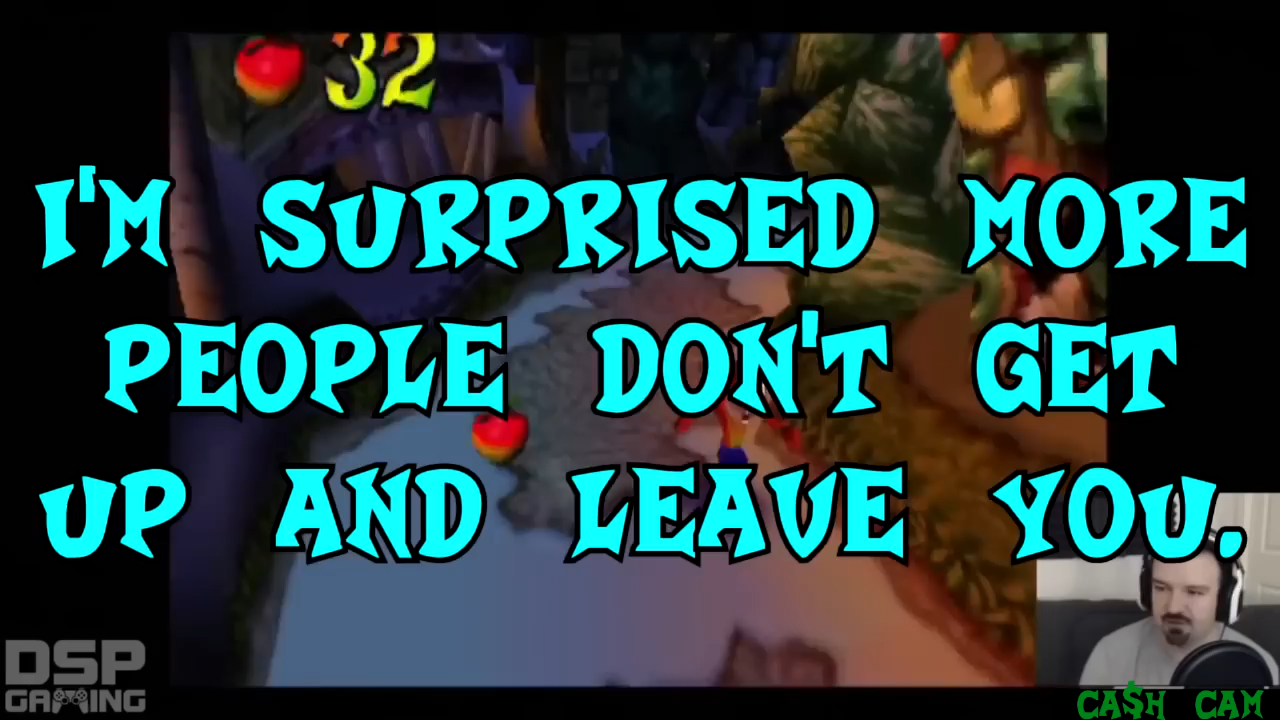 32
I'M SURPRISED MORE
PEOPLE DON'T GET
UP AND LEAVE YOU.
DSP
GAMING
CA$H CAM